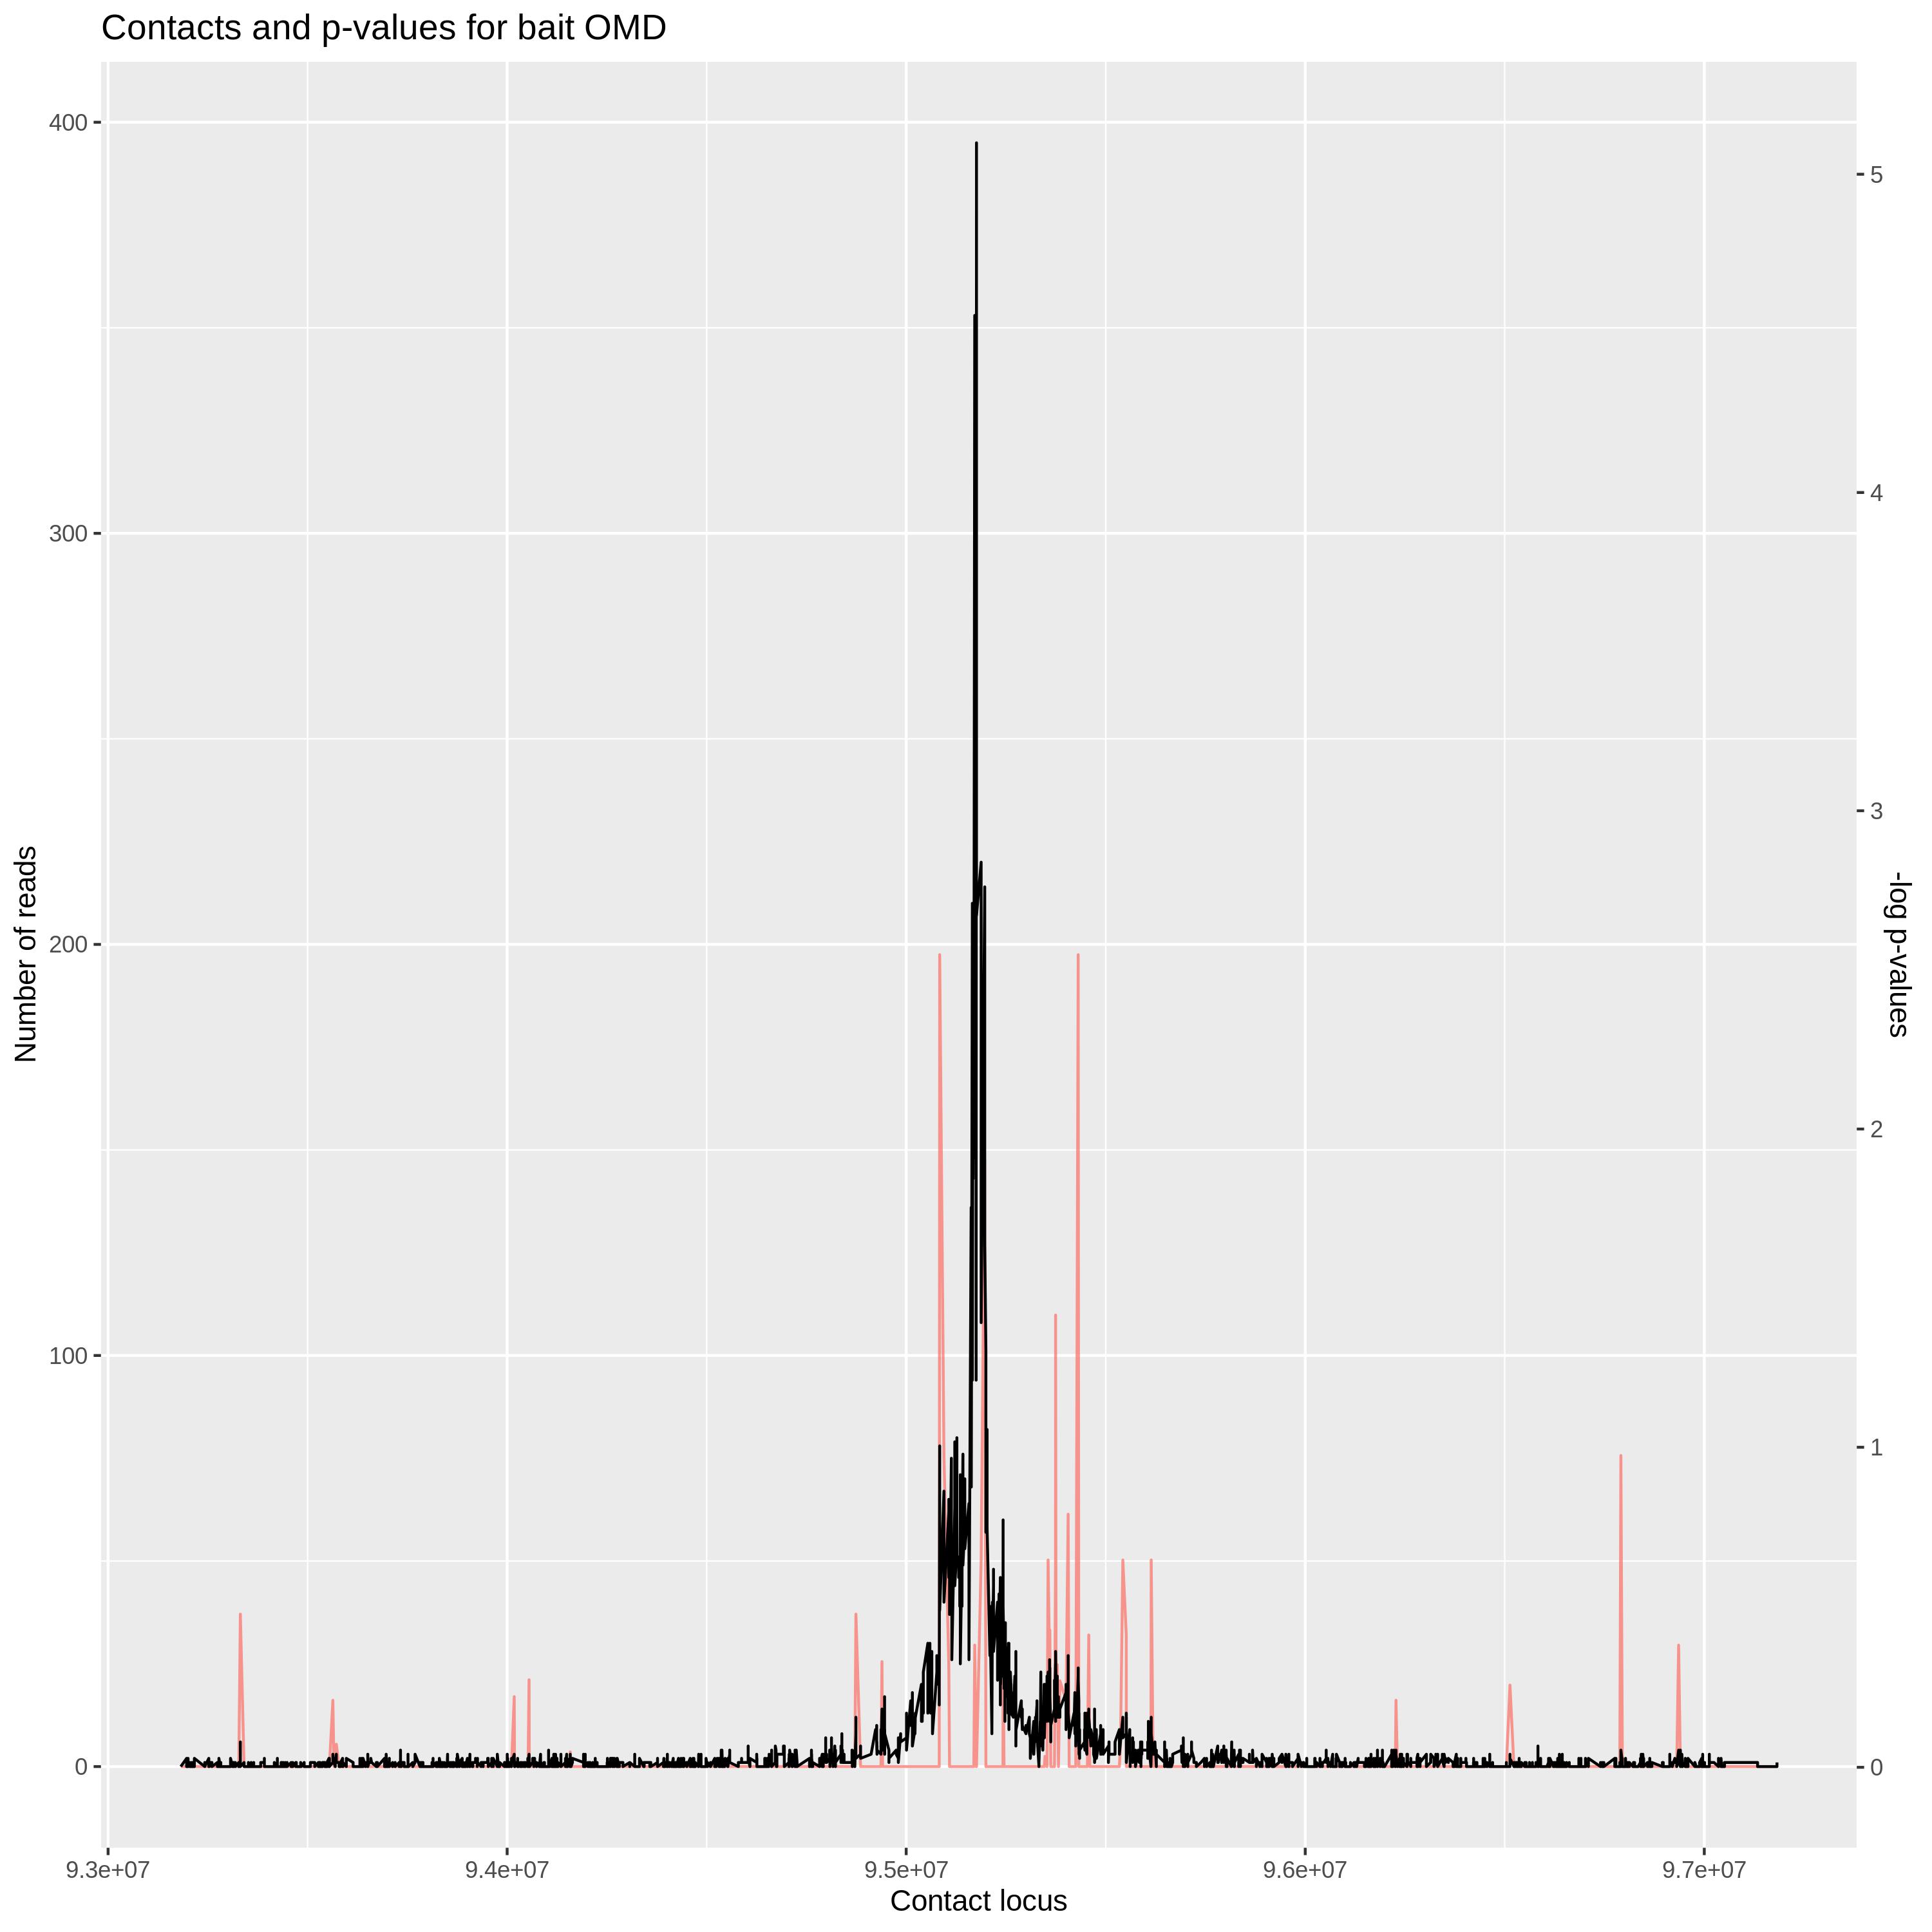 Contacts and p-values for bait OMD
400
300
200
100
0
Number of reads
5
4
3
2
1
0
-log p-values
9.3e+07
9.4e+07
9.5e+07
9.6e+07
9.7e+07
Contact locus